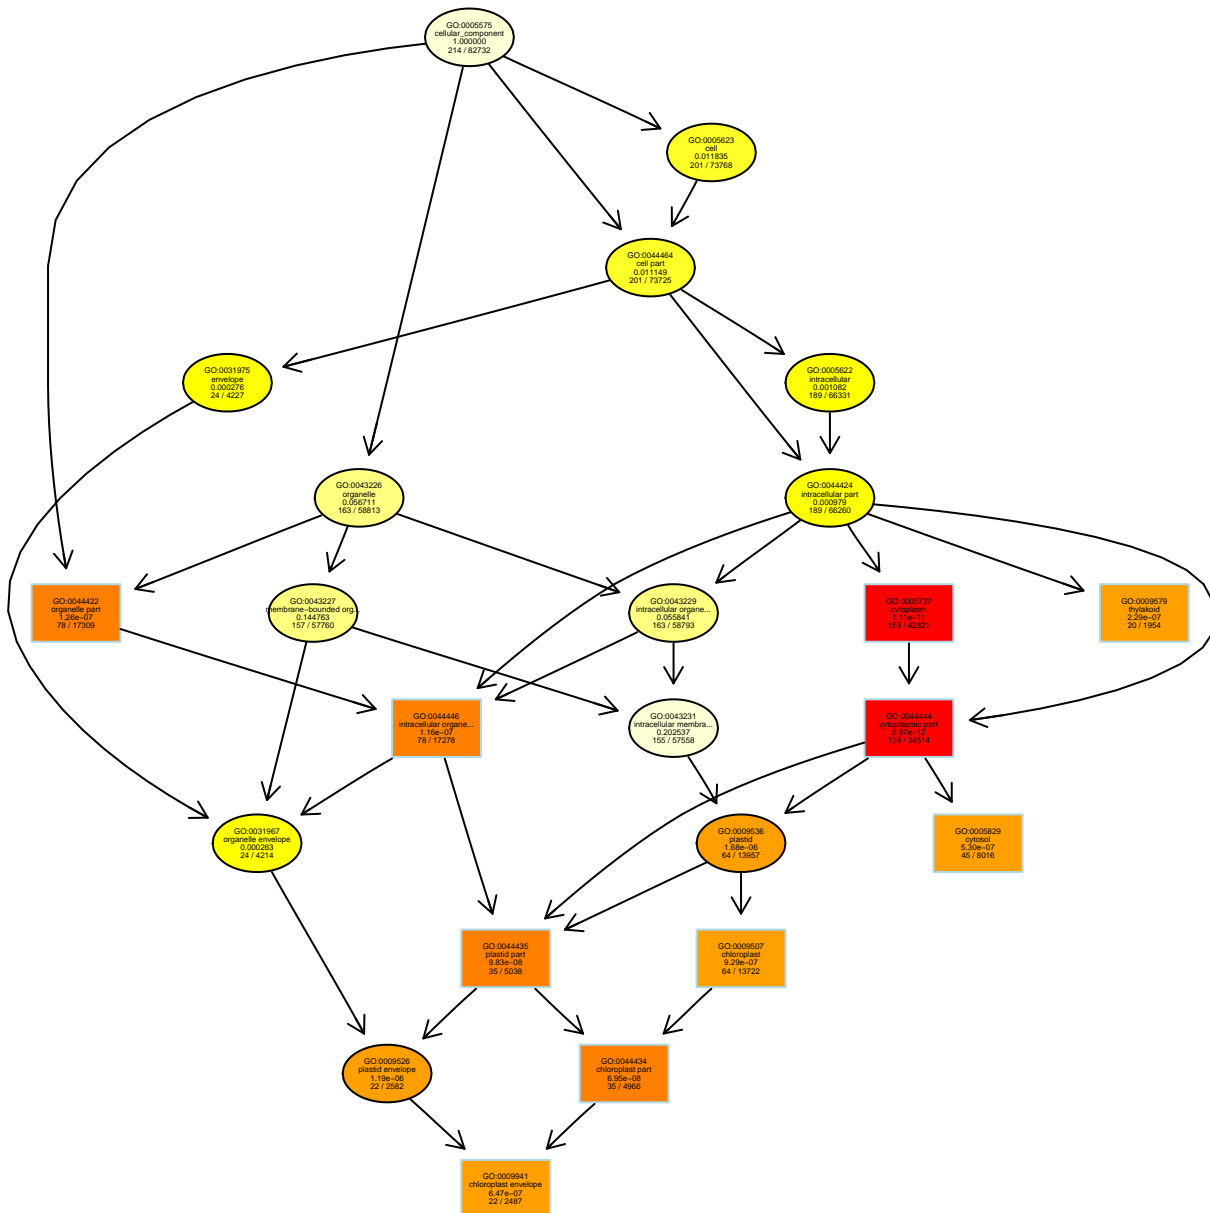 GO:0005575
cellular_component
1.000000
214 / 82732
GO:0005623
cell
0.011835
201 / 73768
GO:0044464
cell part
0.011149
201 / 73725
GO:0031975
envelope
0.000276
24 / 4227
GO:0005622
intracellular
0.001082
189 / 66331
GO:0043226
organelle
0.056711
163 / 58813
GO:0044424
intracellular part
0.000979
189 / 66260
GO:0044422
organelle part
1.26e−07
78 / 17309
GO:0043227
membrane−bounded org...
0.144763
157 / 57760
GO:0043229
intracellular organe...
0.055841
163 / 58793
GO:0005737
cytoplasm
1.11e−11
159 / 42821
GO:0009579
thylakoid
2.29e−07
20 / 1954
GO:0044446
intracellular organe...
1.16e−07
78 / 17278
GO:0043231
intracellular membra...
0.202537
155 / 57558
GO:0044444
cytoplasmic part
5.97e−12
139 / 34514
GO:0031967
organelle envelope
0.000263
24 / 4214
GO:0009536
plastid
1.68e−06
64 / 13957
GO:0005829
cytosol
5.30e−07
45 / 8016
GO:0044435
plastid part
9.83e−08
35 / 5038
GO:0009507
chloroplast
9.29e−07
64 / 13722
GO:0009526
plastid envelope
1.19e−06
22 / 2582
GO:0044434
chloroplast part
6.95e−08
35 / 4966
GO:0009941
chloroplast envelope
6.47e−07
22 / 2487